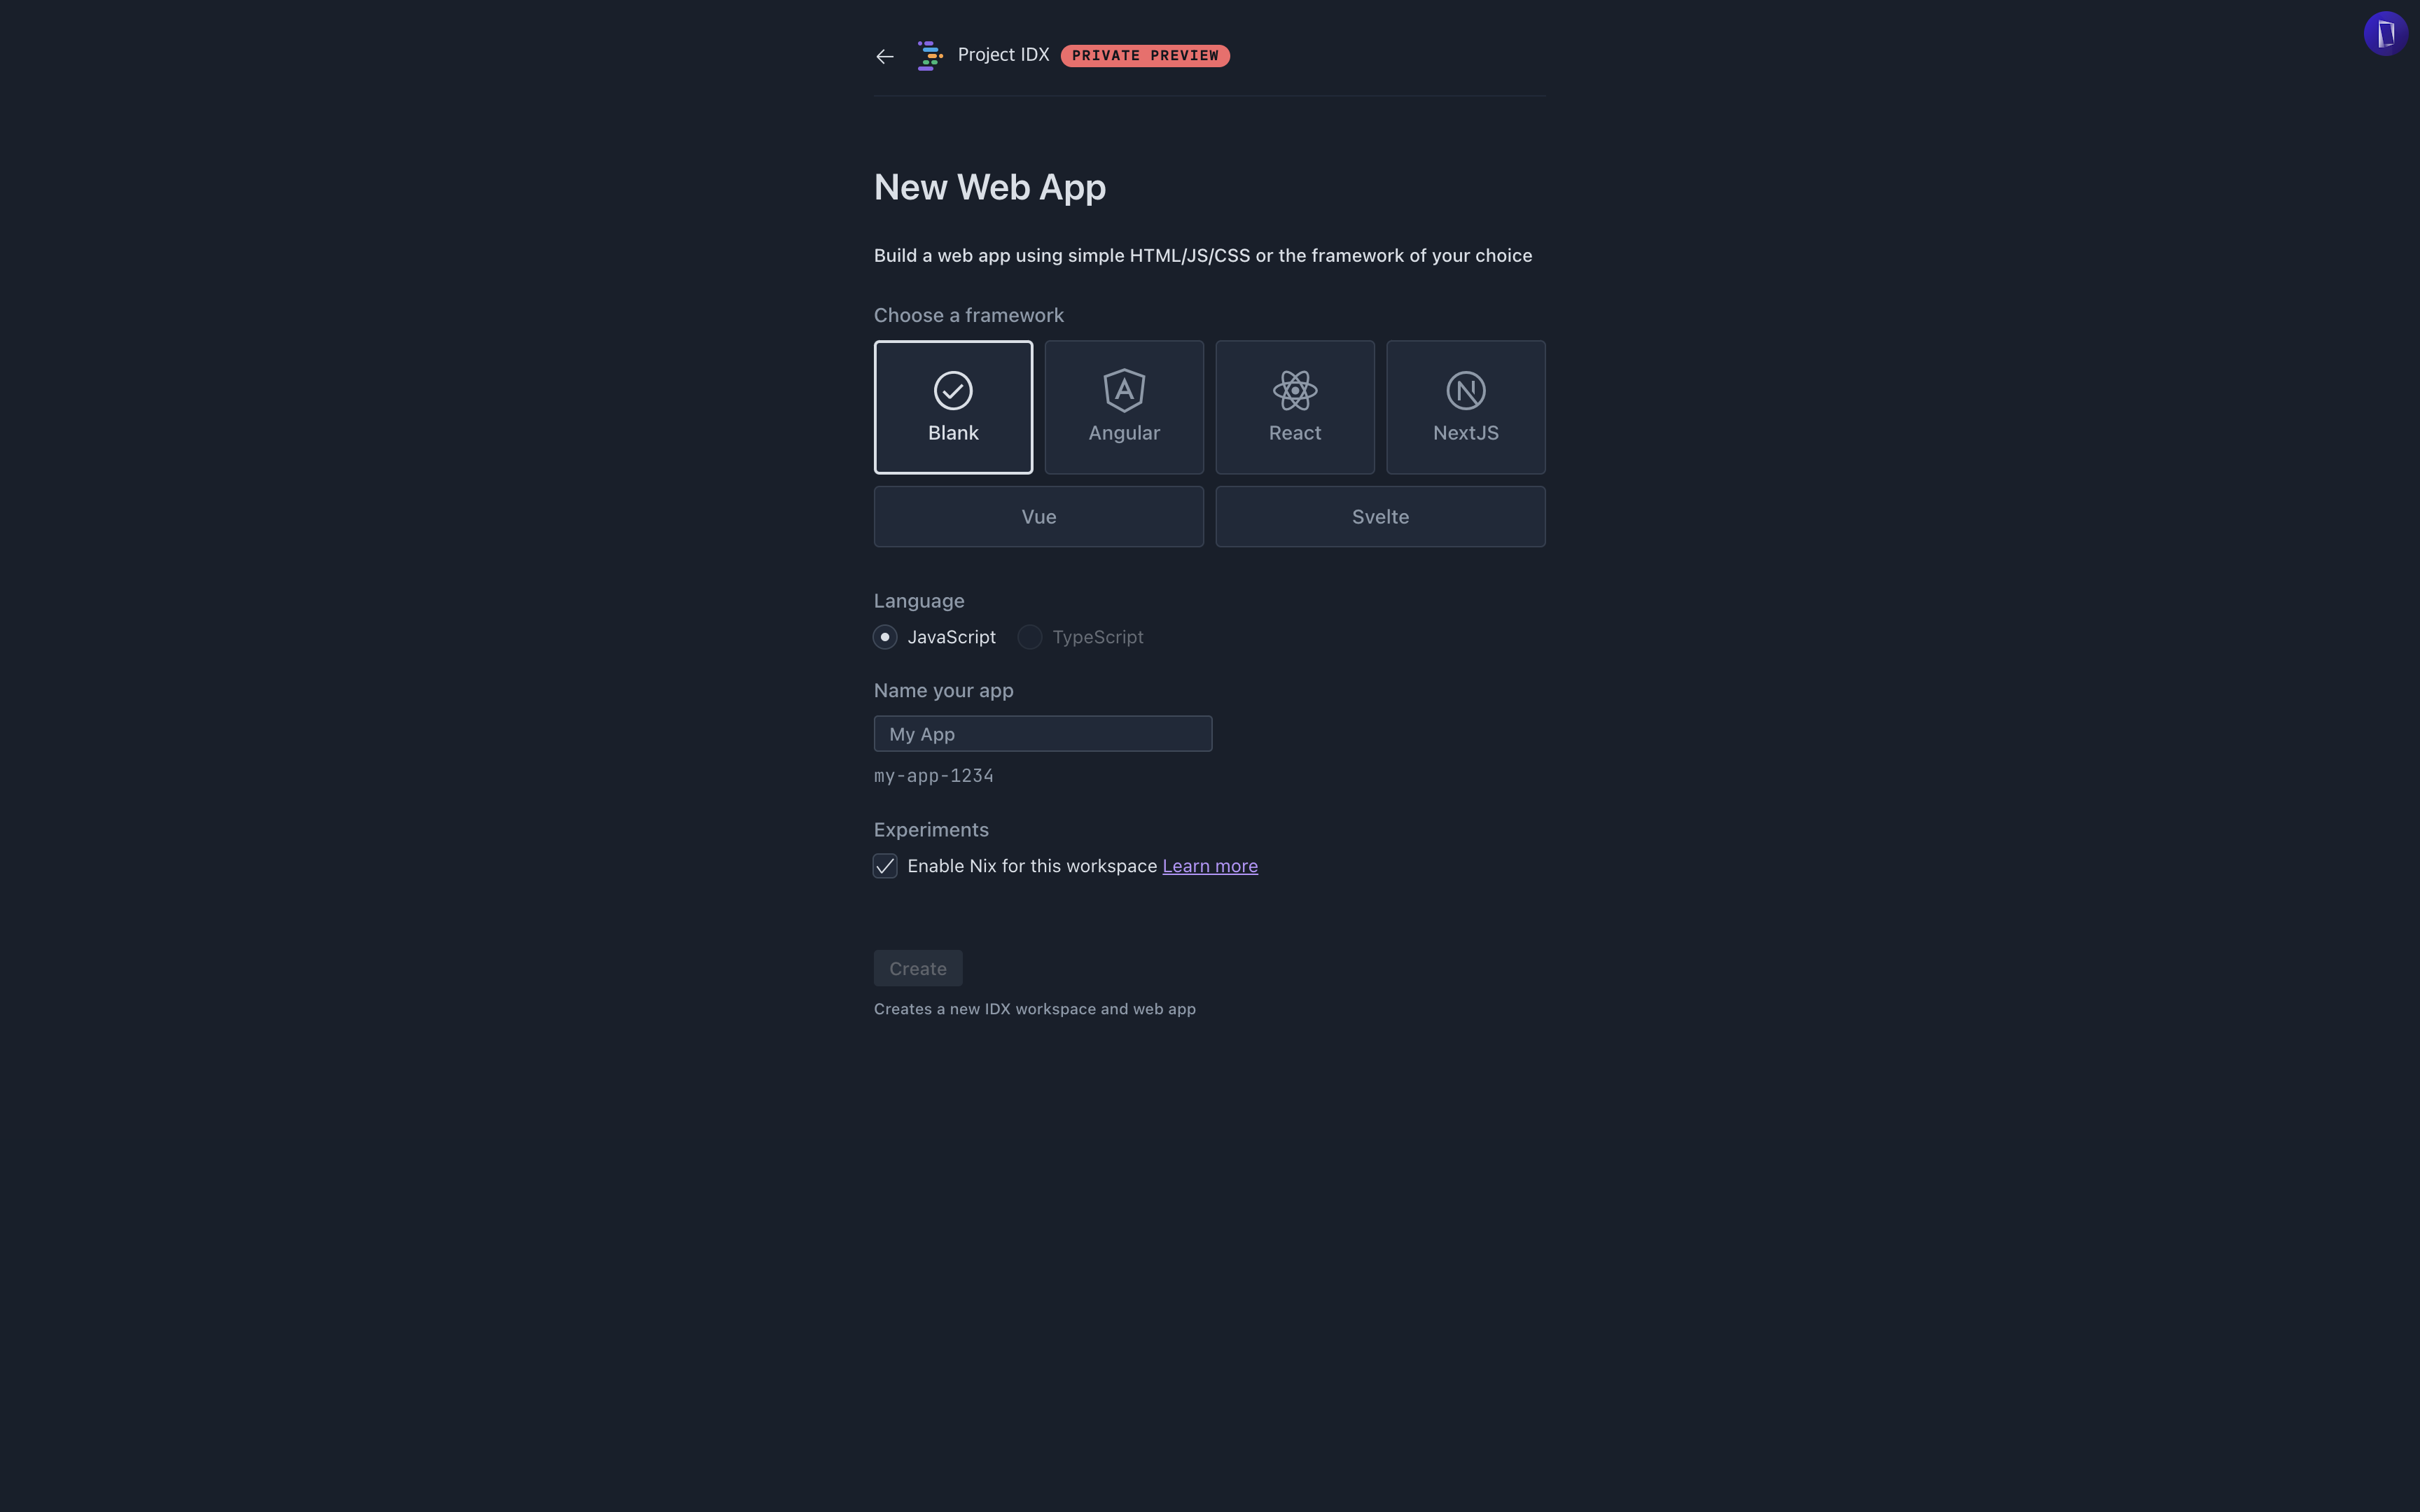 Project IDX PRIVATE PREVIEW
New Web App
Build a web app using simple HTML/JS/CSS or the framework of your choice
Choose a framework
Blank Angular React NextJS
Vue Svelte
Language
JavaScript TypeScript
Name your app
My App
my-app-1234
Experiments
Enable Nix for this workspace Learn more
Create
Creates a new IDX workspace and web app